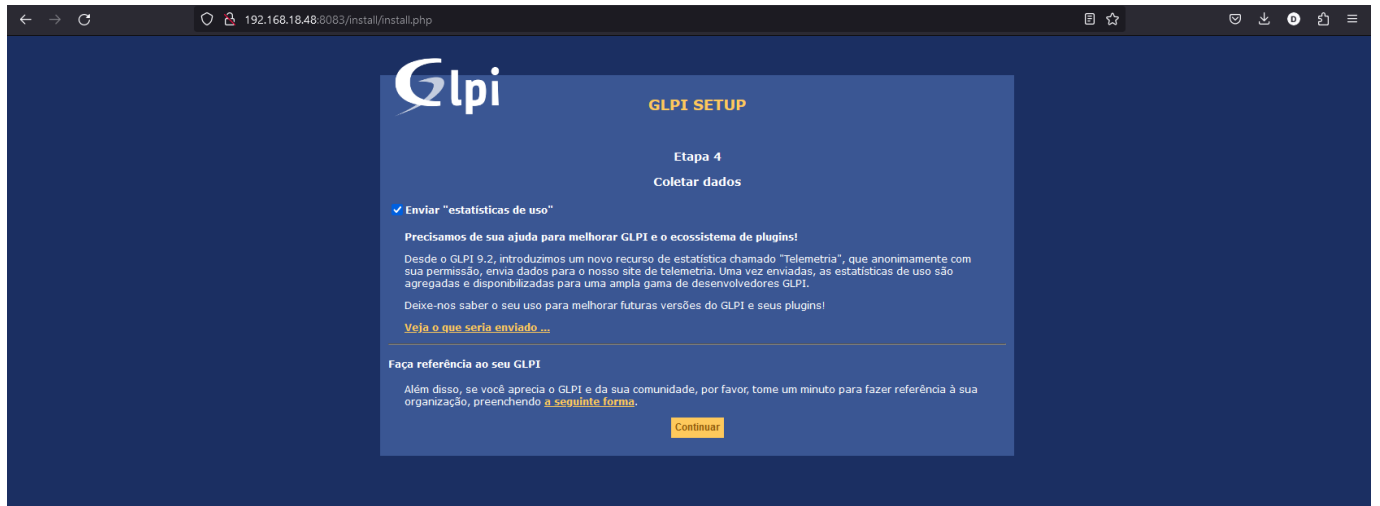 192.168.18.48:8083/install/install.php
D
Glpi
GLPI SETUP
Etapa 4
Coletar dados
Enviar "estatísticas de uso"
Precisamos de sua ajuda para melhorar GLPI e o ecossistema de plugins!
Desde o GLPI 9.2, introduzimos um novo recurso de estatística chamado "Telemetria", que anonimamente com
sua permissão, envia dados para o nosso site de telemetria. Uma vez enviadas, as estatísticas de uso são
agregadas e disponibilizadas para uma ampla gama de desenvolvedores GLPI.
Deixe-nos saber o seu uso para melhorar futuras versões do GLPI e seus plugins!
Veja o que seria enviado ...
Faça referência ao seu GLPI
Além disso, se você aprecia o GLPI e da sua comunidade, por favor, tome um minuto para fazer referência à sua
organização, preenchendo a seguinte forma.
Continuar